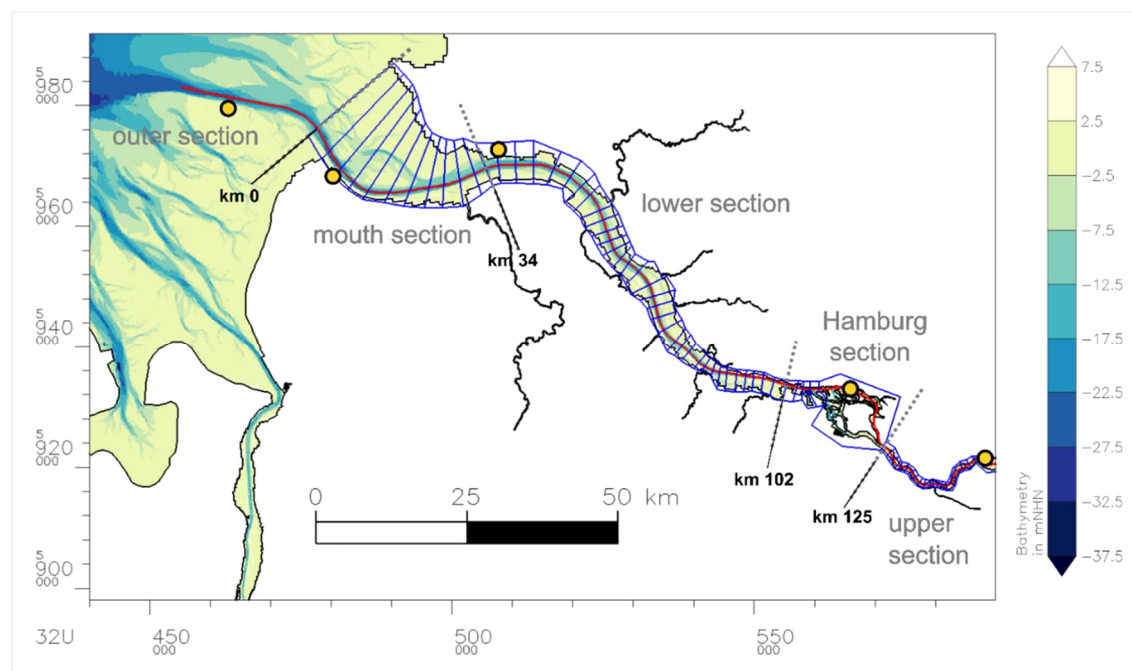 5
980
000
outer section
km 0
5
960
000
mouth section
km 34
lower section
5
940
000
Hamburg
section
5
920
000
km 102
km 125
upper
section
0 25 50 km
5
900
000
32U
450
000
500
000
550
000
7.5
2.5
-2.5
-7.5
-12.5
-17.5
-22.5
-27.5
-32.5
-37.5
Bathymetry
in mNHN